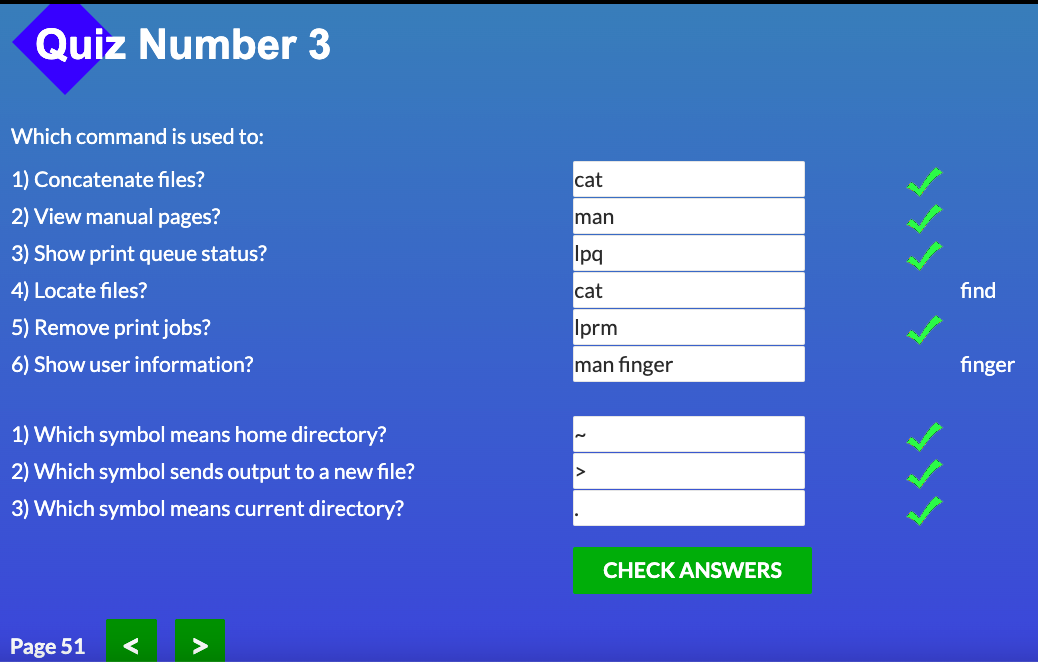 Quiz Number 3
Which command is used to:
1) Concatenate files? cat
2) View manual pages? man
3) Show print queue status? lpq
4) Locate files? cat find
5) Remove print jobs? lprm
6) Show user information? man finger finger
1) Which symbol means home directory? ~
2) Which symbol sends output to a new file? >
3) Which symbol means current directory? .
CHECK ANSWERS
Page 51 < >